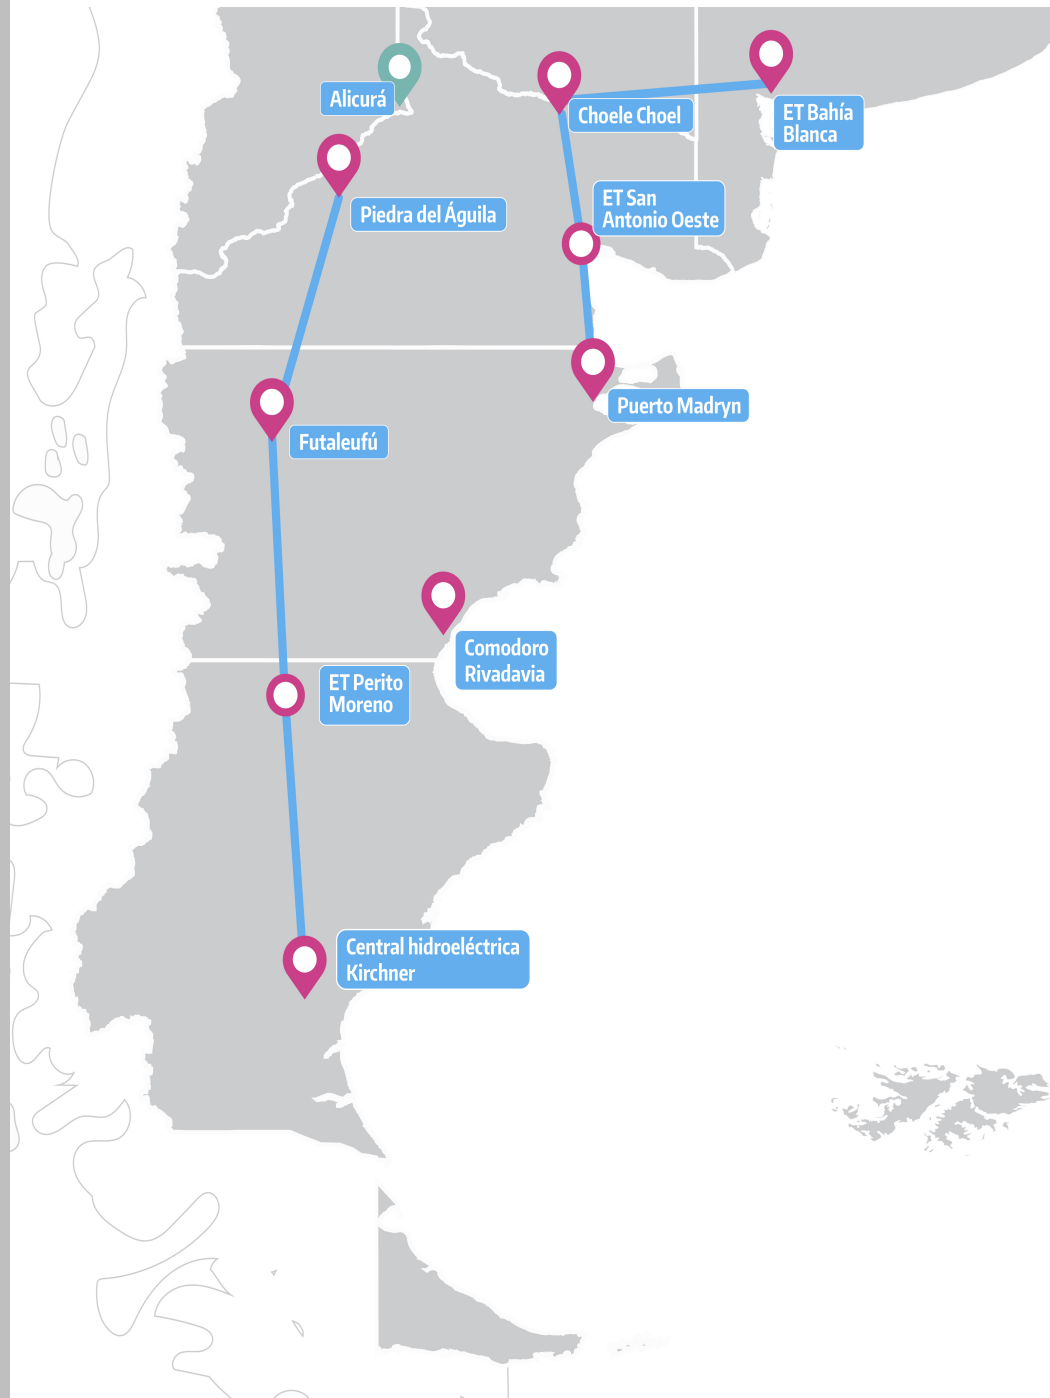 Alicurá
Choele Choel
ET Bahía
Blanca
Piedra del Águila
ET San
Antonio Oeste
Puerto Madryn
Futaleufú
Comodoro
Rivadavia
ET Perito
Moreno
Central hidroeléctrica
Kirchner